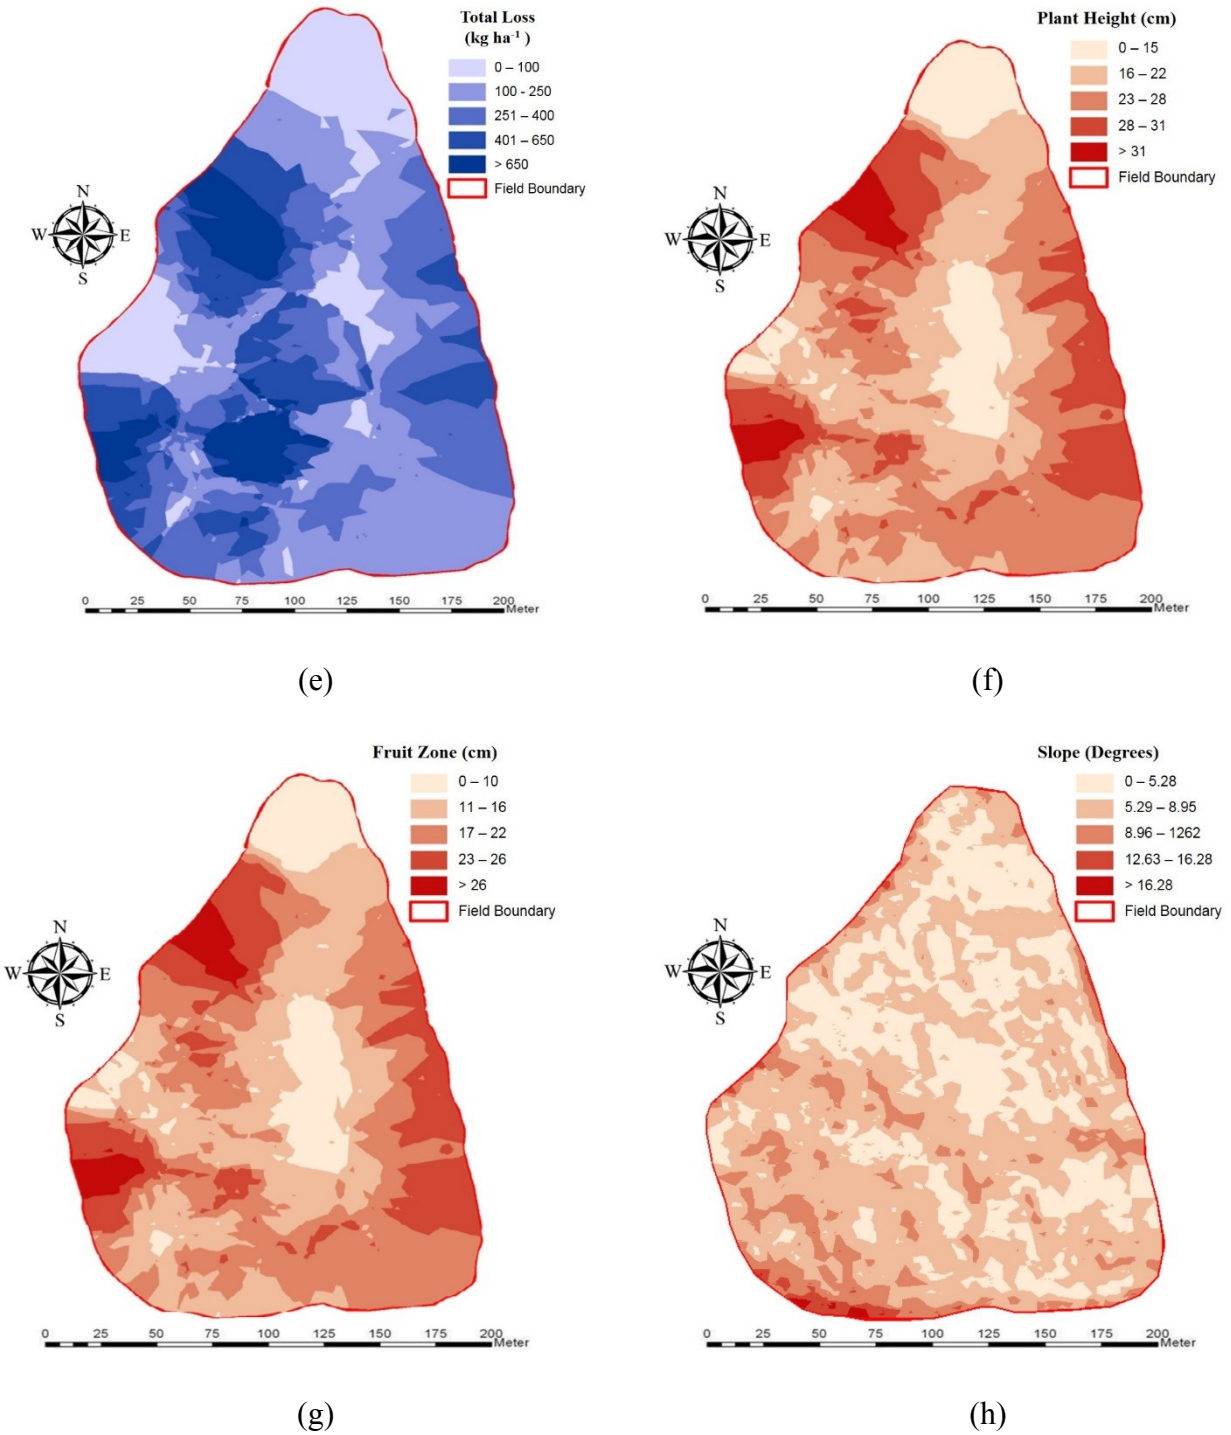 Total Loss
(kg ha-1 )
0 – 100
100 - 250
251 – 400
401 – 650
> 650
Field Boundary
N
W E
S
0 25 50 75 100 125 150 175 200
Meter
(e)
Plant Height (cm)
0 – 15
16 – 22
23 – 28
28 – 31
> 31
Field Boundary
N
W E
S
0 25 50 75 100 125 150 175 200
Meter
(f)
Fruit Zone (cm)
0 – 10
11 – 16
17 – 22
23 – 26
> 26
Field Boundary
N
W E
S
0 25 50 75 100 125 150 175 200
Meter
(g)
Slope (Degrees)
0 – 5.28
5.29 – 8.95
8.96 – 1262
12.63 – 16.28
> 16.28
Field Boundary
N
W E
S
0 25 50 75 100 125 150 175 200
Meter
(h)